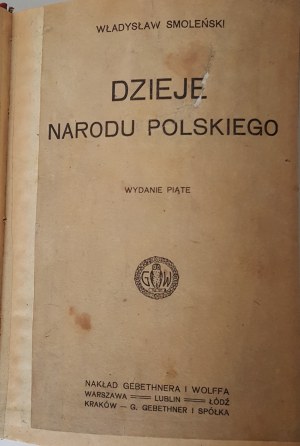 WŁADYSŁAW SMOLEŃSKI
DZIEJE
NARODU POLSKIEGO
WYDANIE PIĄTE
G W
NAKŁAD GEBETHNERA I WOLFFA
WARSZAWA LUBLIN ŁÓDŹ
KRAKÓW — G. GEBETHNER I SPÓŁKA